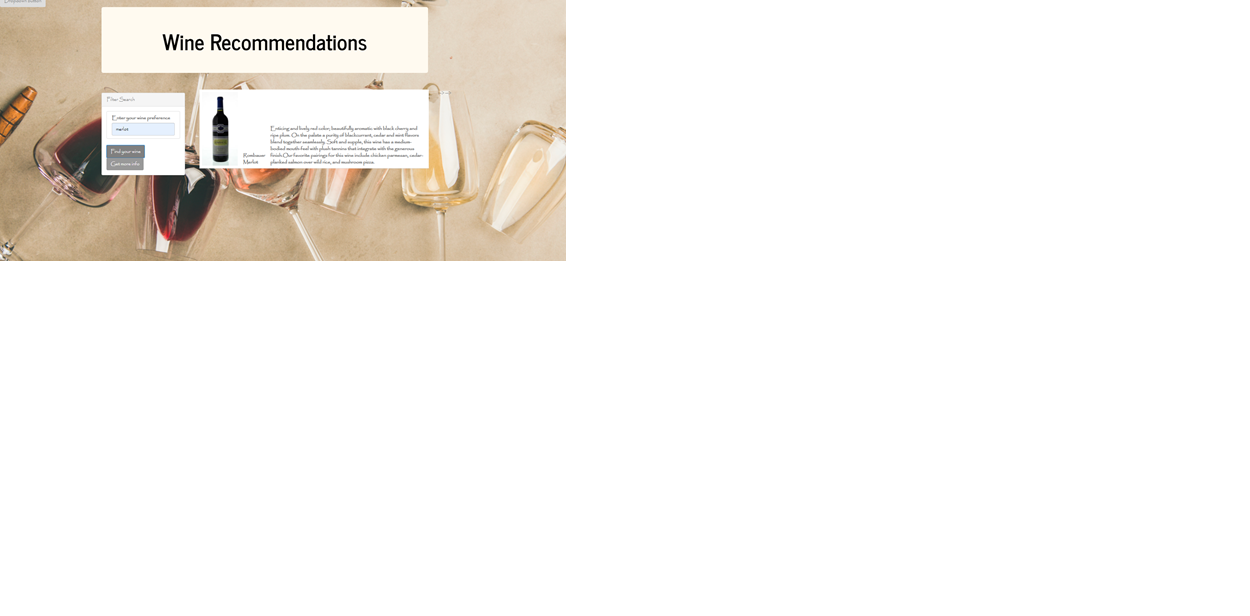 Dropdown button
Wine Recommendations
Filter Search
Enter your wine preference
merlot
Find your wine
Get more info
Rombauer
Merlot
Enticing and lively red color, beautifully aromatic with black cherry and
ripe plum. On the palate a purity of blackcurrant, cedar and mint flavors
blend together seamlessly. Soft and supple, this wine has a medium-
bodied mouth feel with plush tannins that integrate with the generous
finish.Our favorite pairings for this wine include chicken parmesan, cedar-
planked salmon over wild rice, and mushroom pizza.